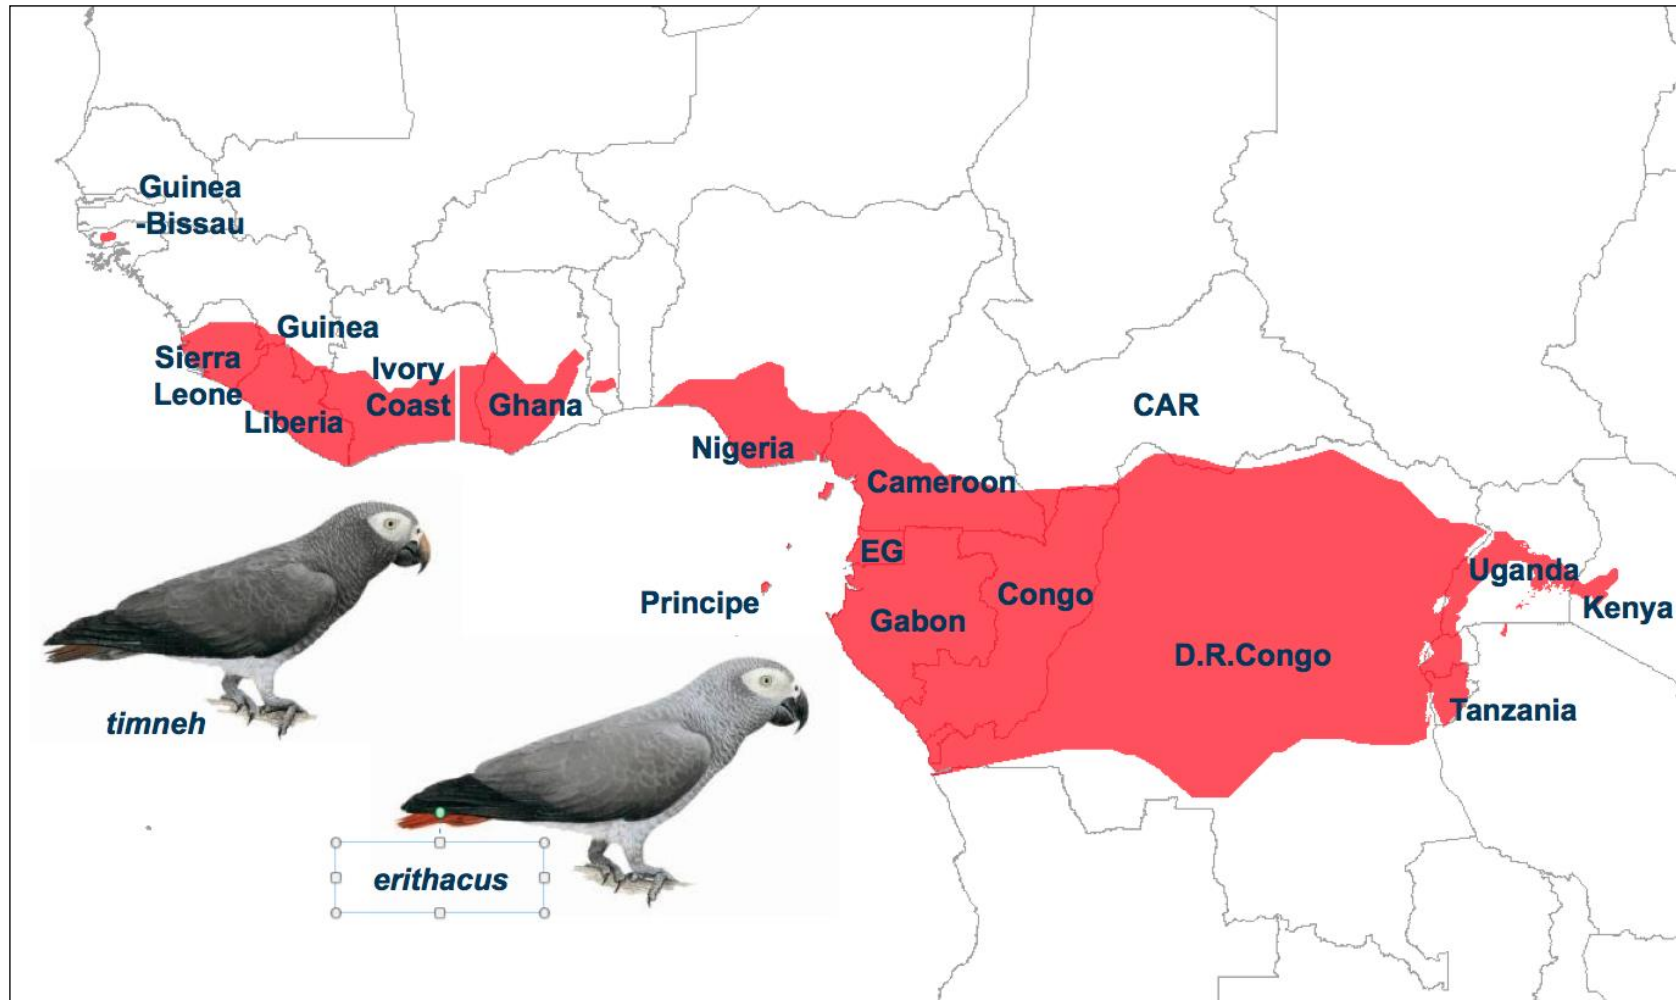 Guinea
-Bissau
Guinea
Sierra
Leone
Liberia
Ivory
Coast
Ghana
Nigeria
CAR
Cameroon
EG
Principe
Gabon
Congo
D.R.Congo
Uganda
Kenya
Tanzania
timneh
erithacus